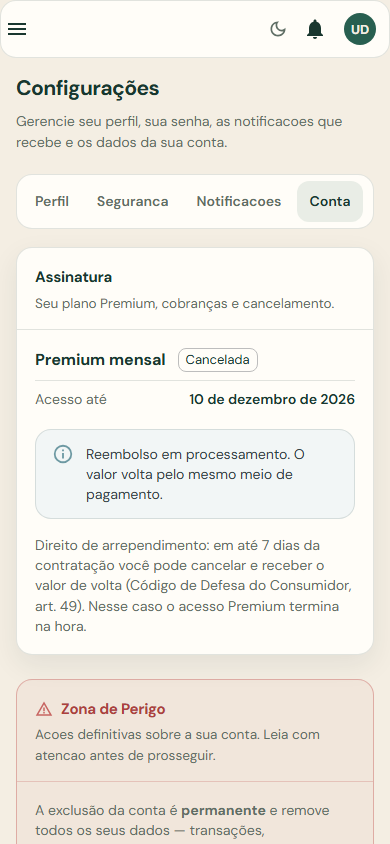 UD
Configurações
Gerencie seu perfil, sua senha, as notificacoes que
recebe e os dados da sua conta.
Perfil Seguranca Notificacoes Conta
Assinatura
Seu plano Premium, cobranças e cancelamento.
Premium mensal Cancelada
Acesso até 10 de dezembro de 2026
Reembolso em processamento. O
valor volta pelo mesmo meio de
pagamento.
Direito de arrependimento: em até 7 dias da
contratação você pode cancelar e receber o
valor de volta (Código de Defesa do Consumidor,
art. 49). Nesse caso o acesso Premium termina
na hora.
Zona de Perigo
Acoes definitivas sobre a sua conta. Leia com
atencao antes de prosseguir.
A exclusão da conta é permanente e remove
todos os seus dados — transações,